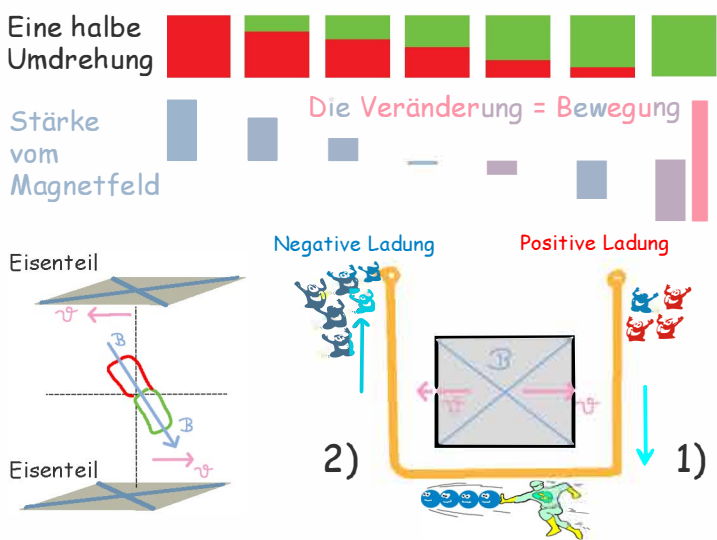 Eine halbe
Umdrehung
Die Veränderung = Bewegung
Stärke
vom
Magnetfeld
Negative Ladung
Positive Ladung
Eisenteil
v
B
B
B
v
v
v
Eisenteil
2)
1)